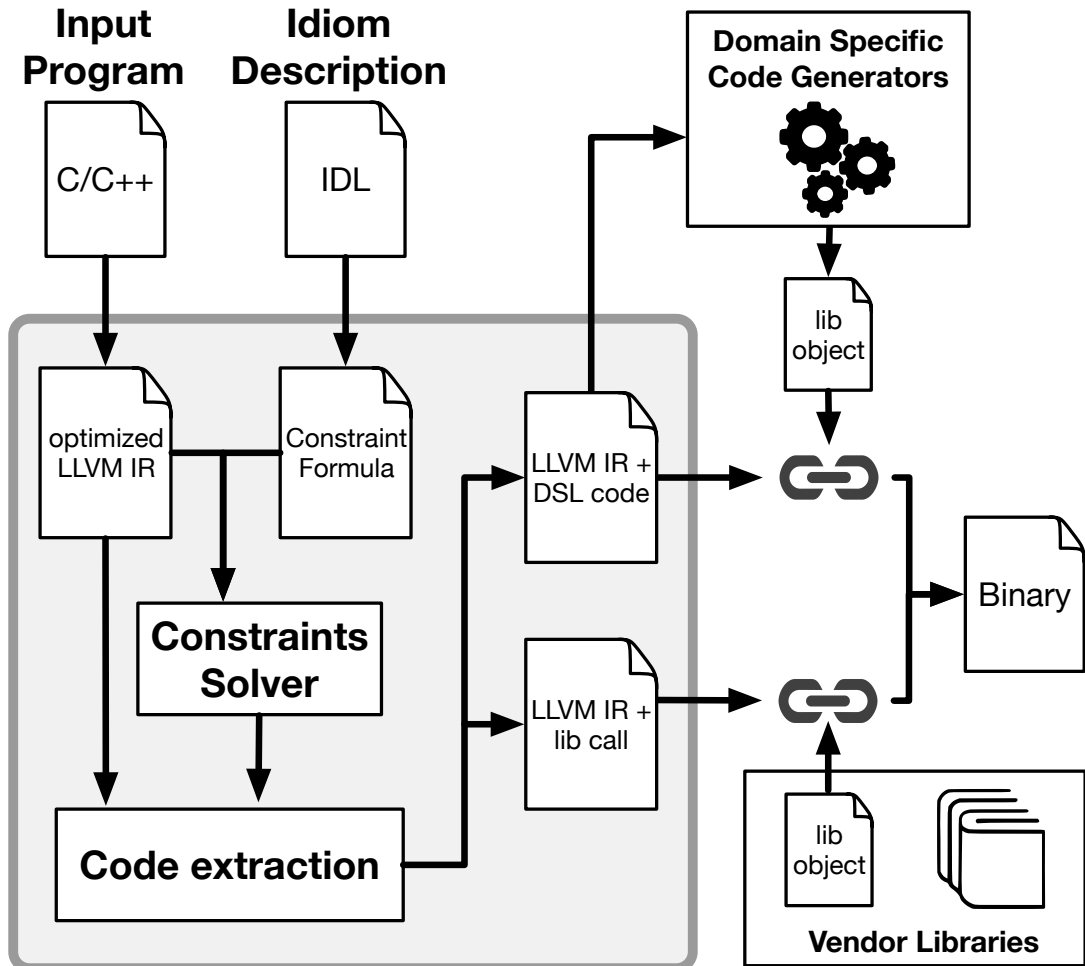 Input
Program
Idiom
Description
Domain Specific
Code Generators
C/C++
IDL
lib
object
optimized
LLVM IR
Constraint
Formula
LLVM IR +
DSL code
Binary
Constraints
Solver
LLVM IR +
lib call
Code extraction
lib
object
Vendor Libraries